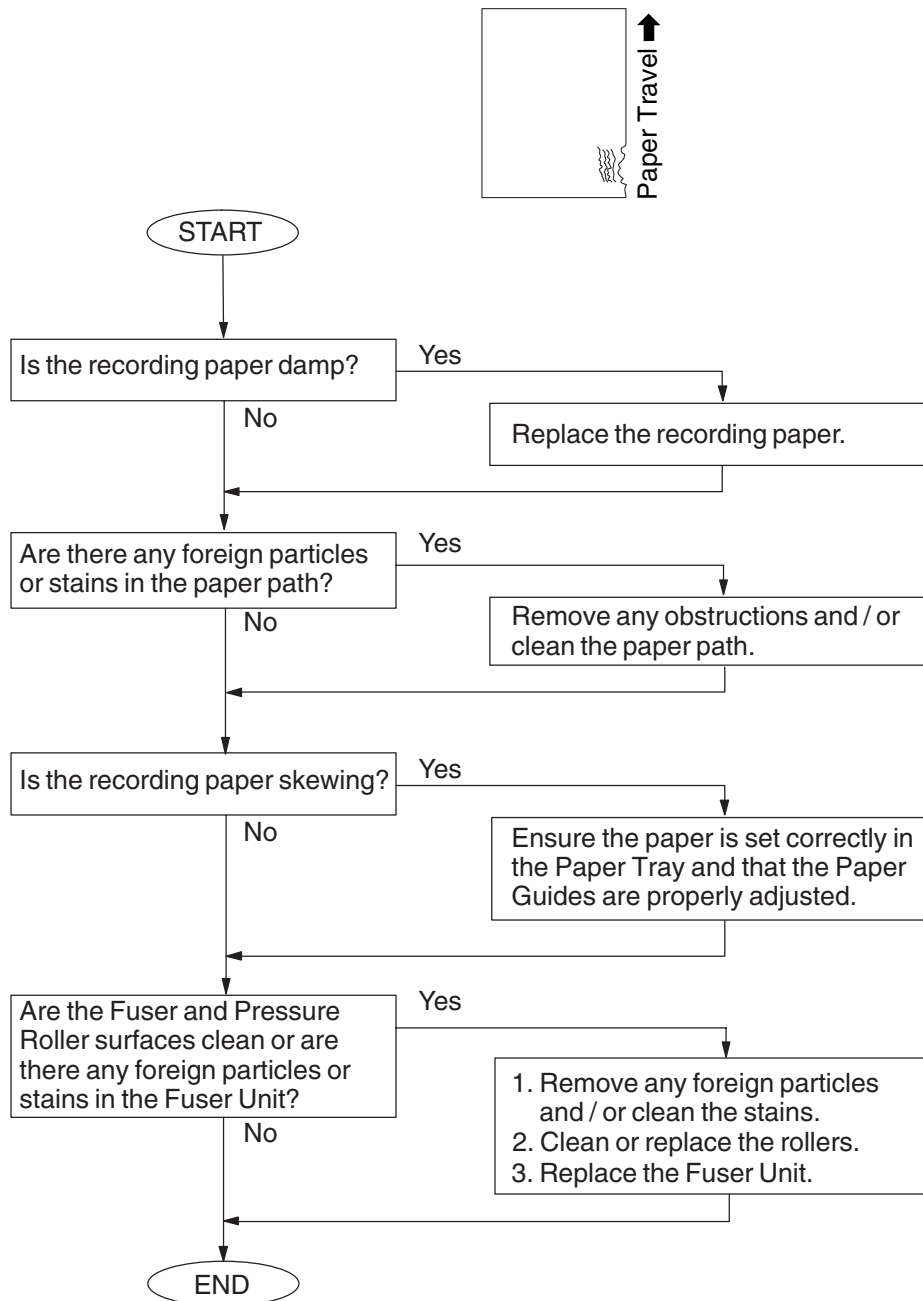 Paper Travel
START
Is the recording paper damp?
Yes
No
Replace the recording paper.
Are there any foreign particles
or stains in the paper path?
Yes
No
Remove any obstructions and / or
clean the paper path.
Is the recording paper skewing?
Yes
No
Ensure the paper is set correctly in
the Paper Tray and that the Paper
Guides are properly adjusted.
Are the Fuser and Pressure
Roller surfaces clean or are
there any foreign particles or
stains in the Fuser Unit?
Yes
No
1. Remove any foreign particles
and / or clean the stains.
2. Clean or replace the rollers.
3. Replace the Fuser Unit.
END